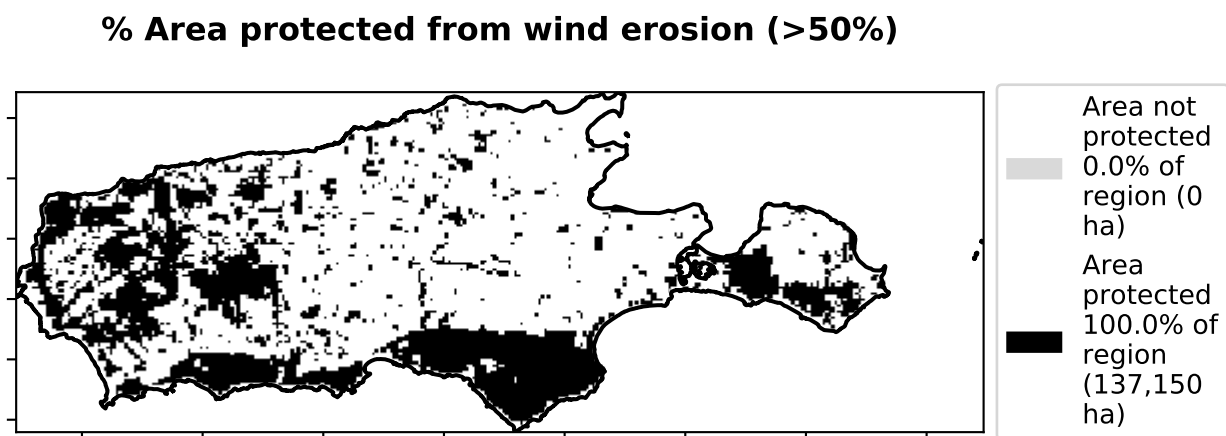 % Area protected from wind erosion (>50%)
Area not
protected
0.0% of
region (0
ha)
Area
protected
100.0% of
region
(137,150
ha)